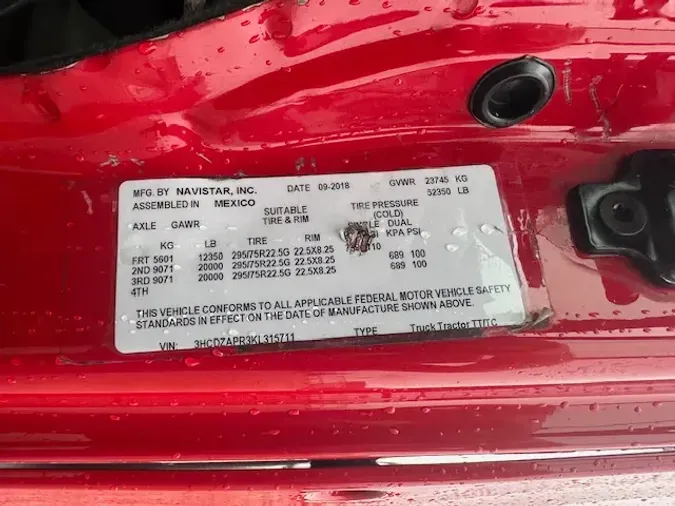 MFG. BY NAVISTAR, INC. DATE 09-2018 GVWR 23745 KG
ASSEMBLED IN MEXICO 52350 LB
SUITABLE TIRE PRESSURE
AXLE GAWR TIRE & RIM (COLD)
DUAL
KG LB TIRE RIM KPA PSI
FRT 5601 12350 295/75R22.5G 22.5X8.25
2ND 9071 20000 295/75R22.5G 22.5X8.25 689 100
3RD 9071 20000 295/75R22.5G 22.5X8.25 689 100
4TH
THIS VEHICLE CONFORMS TO ALL APPLICABLE FEDERAL MOTOR VEHICLE SAFETY
STANDARDS IN EFFECT ON THE DATE OF MANUFACTURE SHOWN ABOVE.
VIN: 3HCDZAPR3KL315711 TYPE Truck Tractor TT/TC